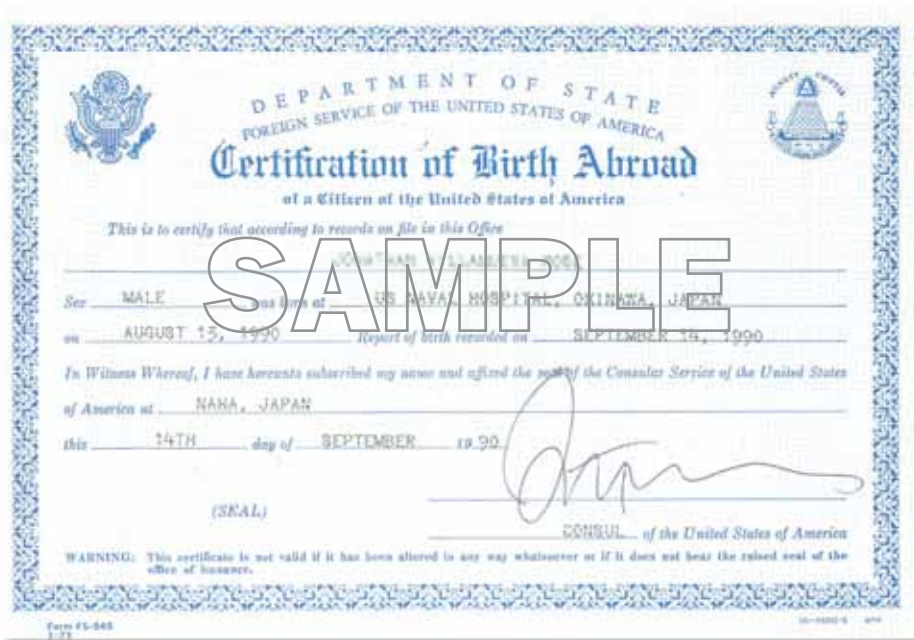 DEPARTMENT OF STATE
FOREIGN SERVICE OF THE UNITED STATES OF AMERICA
Certification of Birth Abroad
of a Citizen of the United States of America
This is to certify that according to records on file in this Office
JONATHAN
SAMPLE
Sex MALE was born at US NAVAL HOSPITAL, OKINAWA, JAPAN
on AUGUST 13, 1990 Report of birth recorded on SEPTEMBER 14, 1990
In Witness Whereof, I have hereunto subscribed my name and affixed the seal of the Consular Service of the United States
of America at NAHA, JAPAN
this 14TH day of SEPTEMBER 19 90
(SEAL)
CONSUL of the United States of America
WARNING: This certificate is not valid if it has been altered in any way whatsoever or if it does not bear the raised seal of the
office of issuance.
Form FS-545